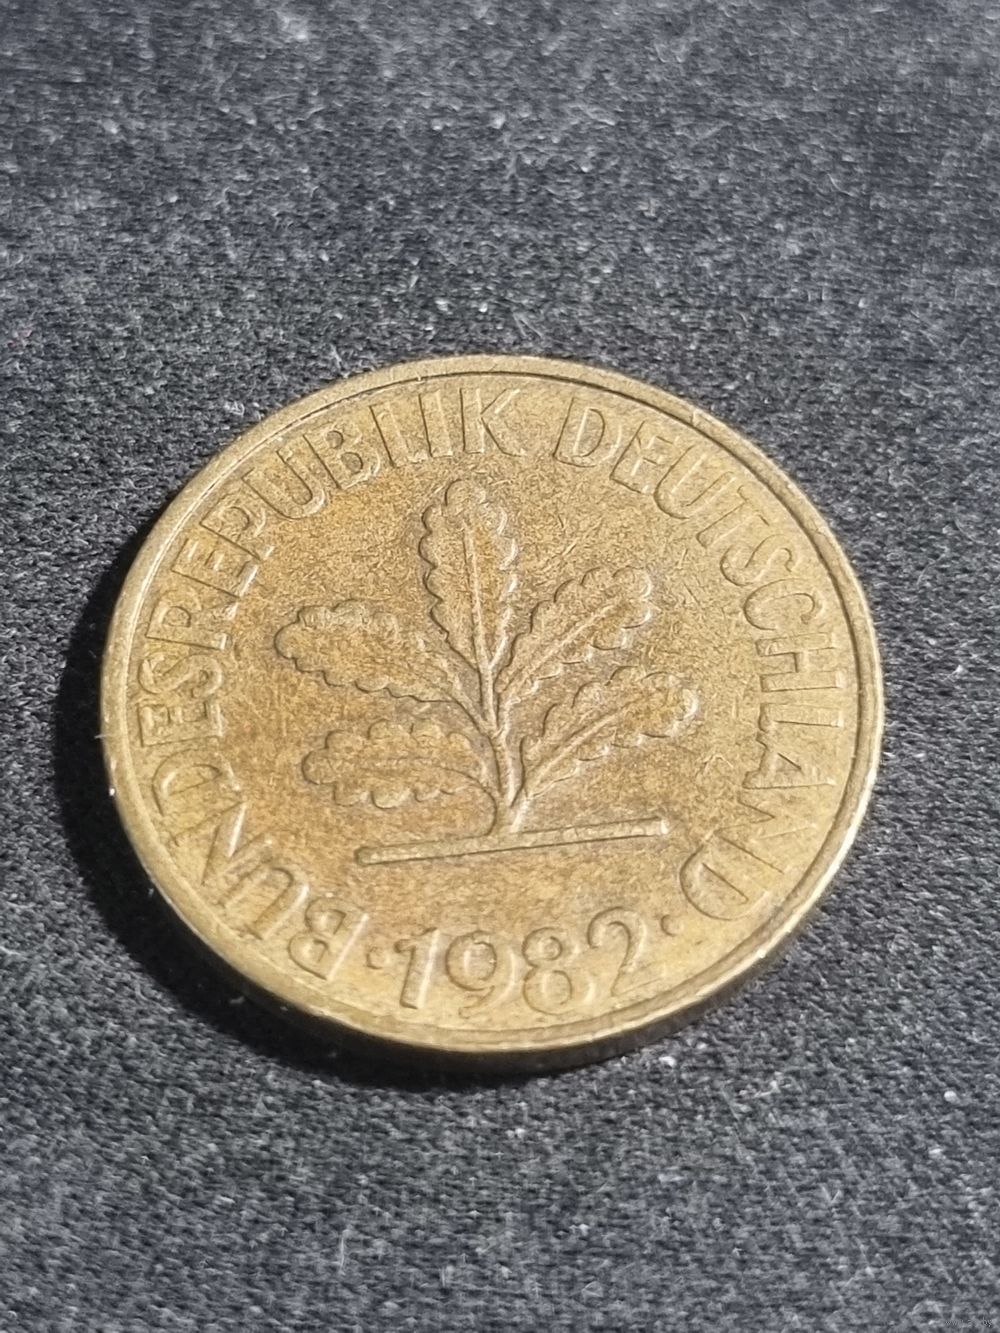 BUNDESREPUBLIK DEUTSCHLAND
· 1982 ·